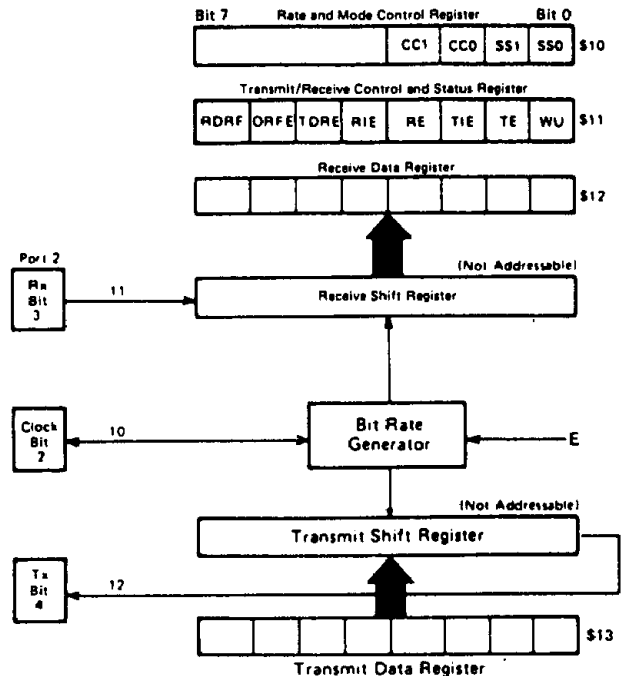 Bit 7 Rate and Mode Control Register Bit 0
CC1 CC0 SS1 SS0 $10
Transmit/Receive Control and Status Register
RDRF ORFE TDRE RIE RE TIE TE WU $11
Receive Data Register
$12
Port 2
(Not Addressable)
Rx
Bit
3
11
Receive Shift Register
Clock
Bit
2
10
Bit Rate
Generator
E
(Not Addressable)
Transmit Shift Register
Tx
Bit
4
12
$13
Transmit Data Register